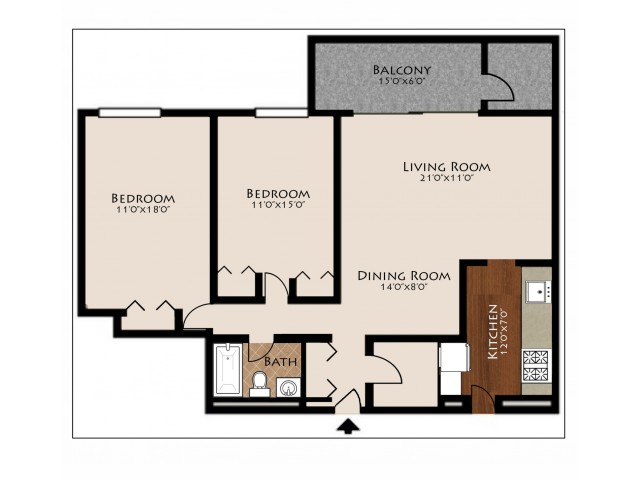 BALCONY
15'0"X6'0"
LIVING ROOM
21'0"X11'0"
BEDROOM
11'0"X18'0"
BEDROOM
11'0"X15'0"
DINING ROOM
14'0"X8'0"
KITCHEN
12'0"X7'0"
BATH